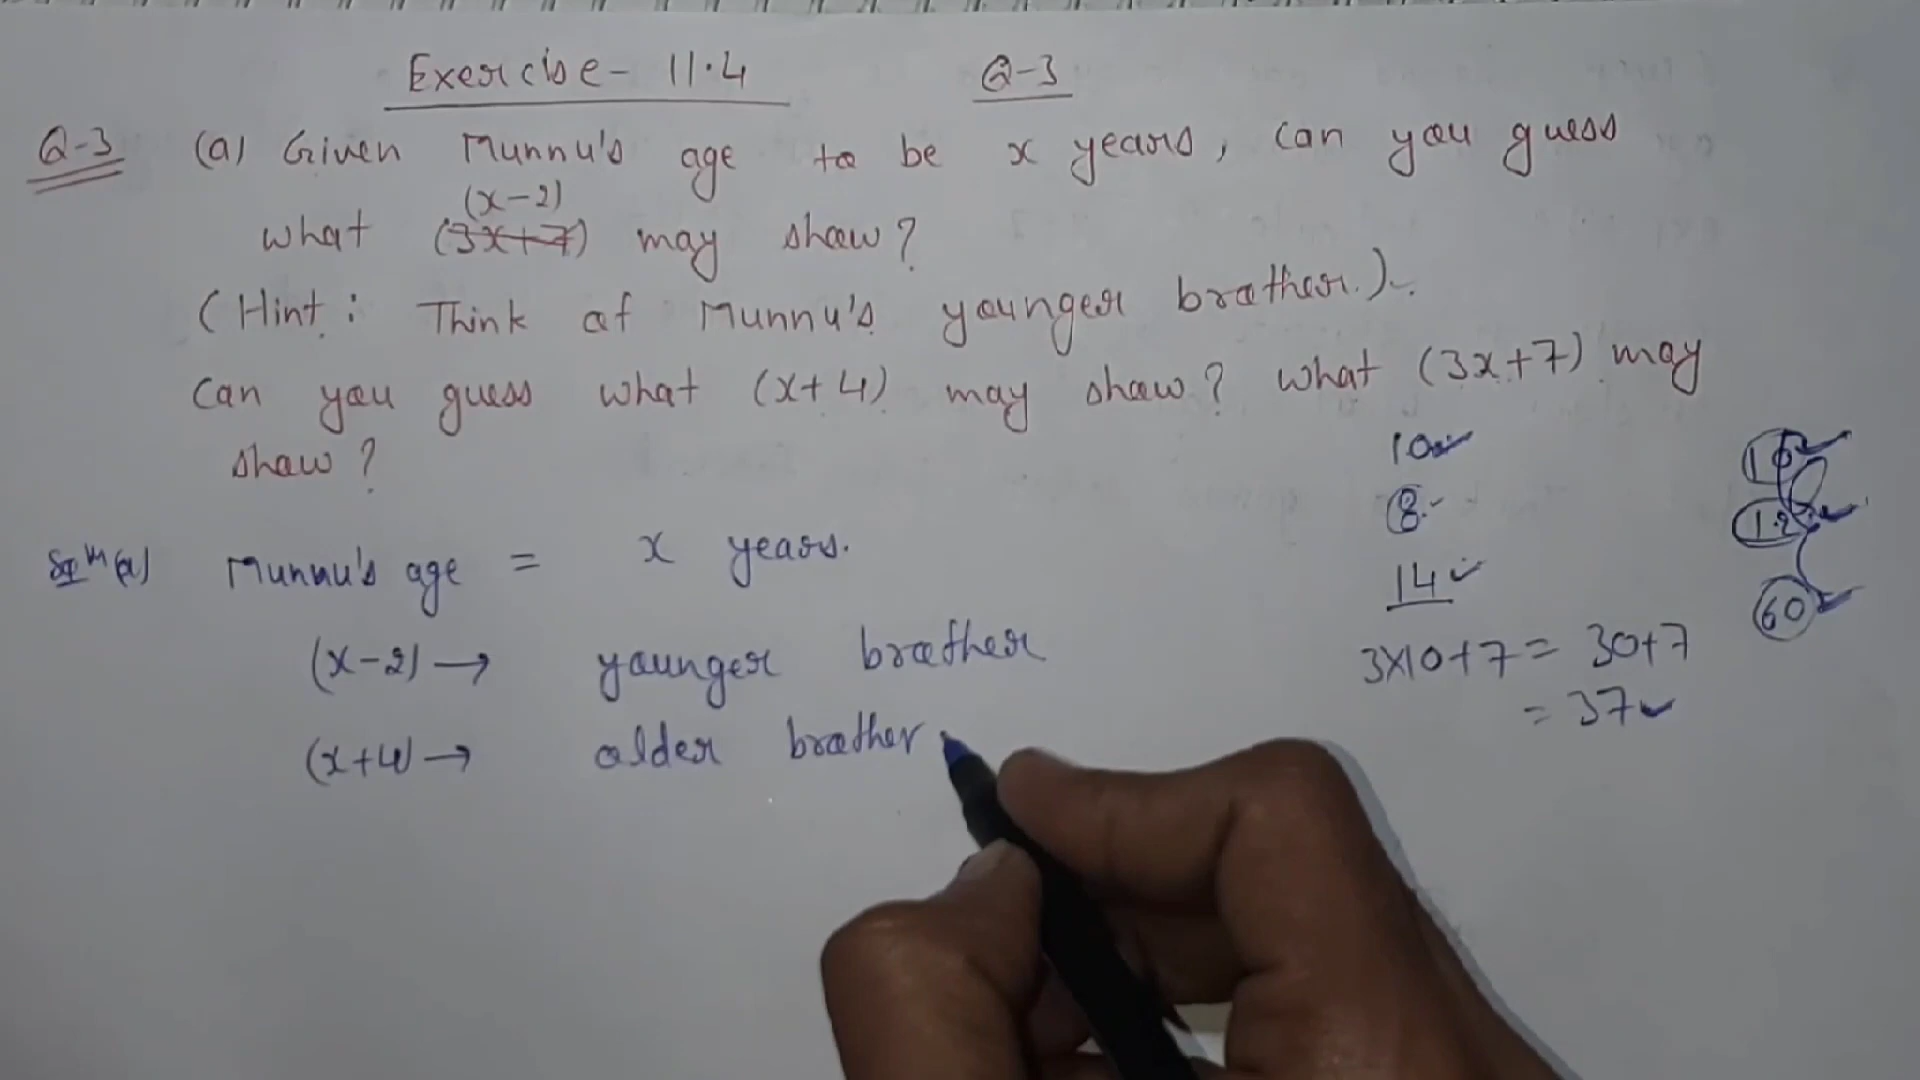 Exercise - 11.4 Q-3
Q-3 (a) Given Munnu's age to be x years, can you guess
(x-2)
what (3x+7) may show?
(Hint: Think of Munnu's younger brother.)
Can you guess what (x+4) may show? what (3x+7) may
show?
10
8
14
3×10+7 = 30+7
= 37
12
60
Munnu's age = x years.
(x-2) → younger brother
(x+4) → older brother